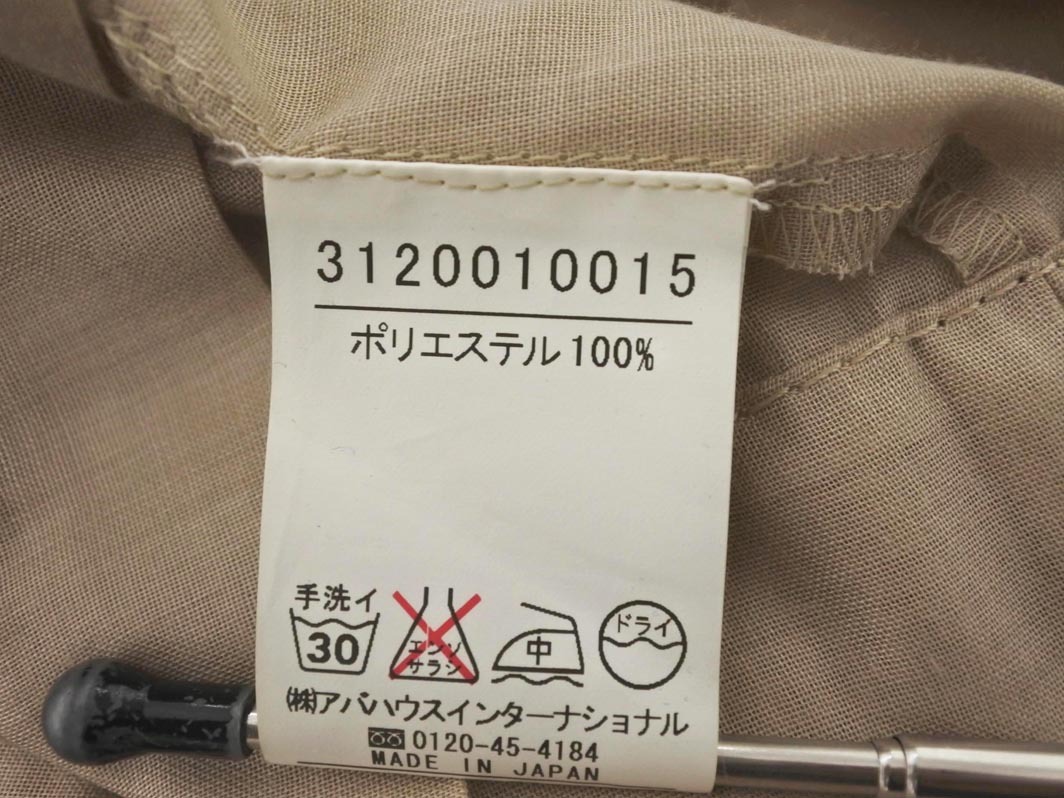 3120010015
ポリエステル100%
手洗イ
30
エンソ
サラシ
中
ドライ
(株)アバハウスインターナショナル
0120-45-4184
MADE IN JAPAN